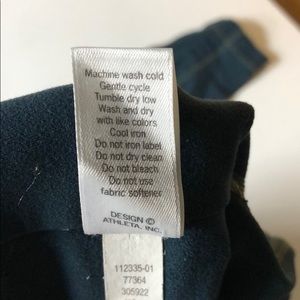 Machine wash cold
Gentle cycle
Tumble dry low
Wash and dry
with like colors
Cool iron
Do not iron label
Do not dry clean
Do not bleach
Do not use
fabric softener
DESIGN ©
ATHLETA, INC.
112335-01
77364
305922